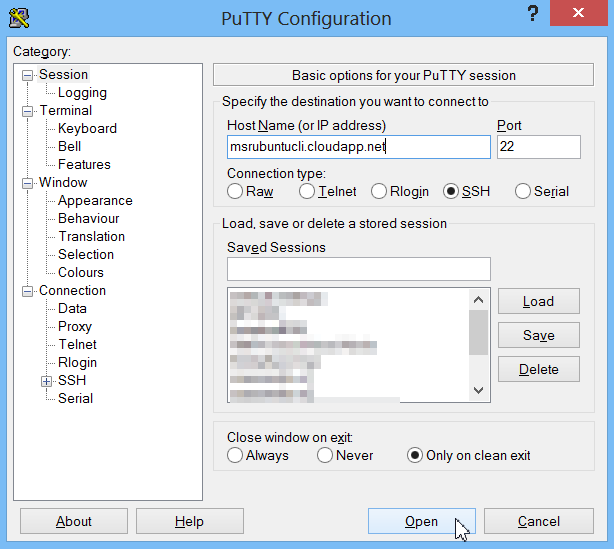 PuTTY Configuration
?
Category:
Session
Logging
Terminal
Keyboard
Bell
Features
Window
Appearance
Behaviour
Translation
Selection
Colours
Connection
Data
Proxy
Telnet
Rlogin
SSH
Serial
Basic options for your PuTTY session
Specify the destination you want to connect to
Host Name (or IP address) Port
msrubuntucli.cloudapp.net 22
Connection type:
Raw Telnet Rlogin SSH Serial
Load, save or delete a stored session
Saved Sessions
Load
Save
Delete
Close window on exit:
Always Never Only on clean exit
About Help Open Cancel